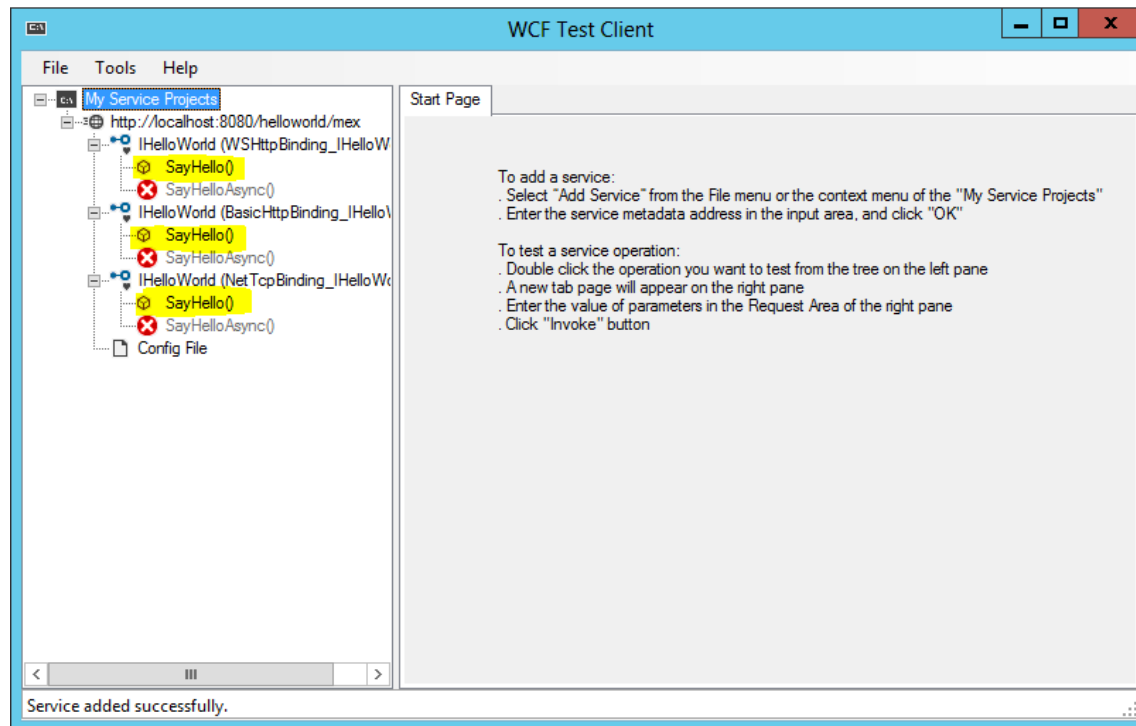 WCF Test Client
File Tools Help
My Service Projects
http://localhost:8080/helloworld/mex
IHelloWorld (WSHttpBinding_IHelloW
SayHello()
SayHelloAsync()
IHelloWorld (BasicHttpBinding_IHello
SayHello()
SayHelloAsync()
IHelloWorld (NetTcpBinding_IHelloWo
SayHello()
SayHelloAsync()
Config File
Start Page
To add a service:
. Select "Add Service" from the File menu or the context menu of the "My Service Projects"
. Enter the service metadata address in the input area, and click "OK"
To test a service operation:
. Double click the operation you want to test from the tree on the left pane
. A new tab page will appear on the right pane
. Enter the value of parameters in the Request Area of the right pane
. Click "Invoke" button
Service added successfully.